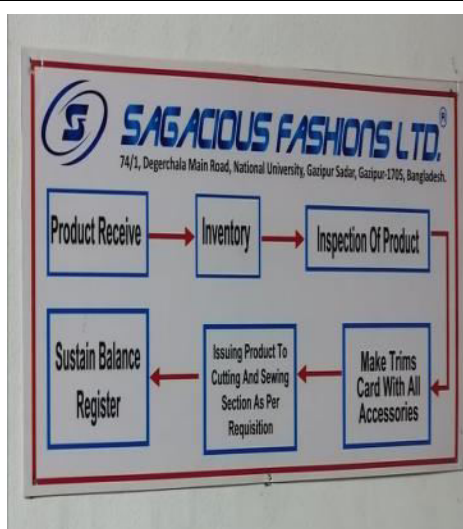 SAGACIOUS FASHIONS LTD.®
74/1, Degerchala Main Road, National University, Gazipur Sadar, Gazipur-1705, Bangladesh.
Product Receive
Inventory
Inspection Of Product
Make Trims
Card With All
Accessories
Issuing Product To
Cutting And Sewing
Section As Per
Requisition
Sustain Balance
Register